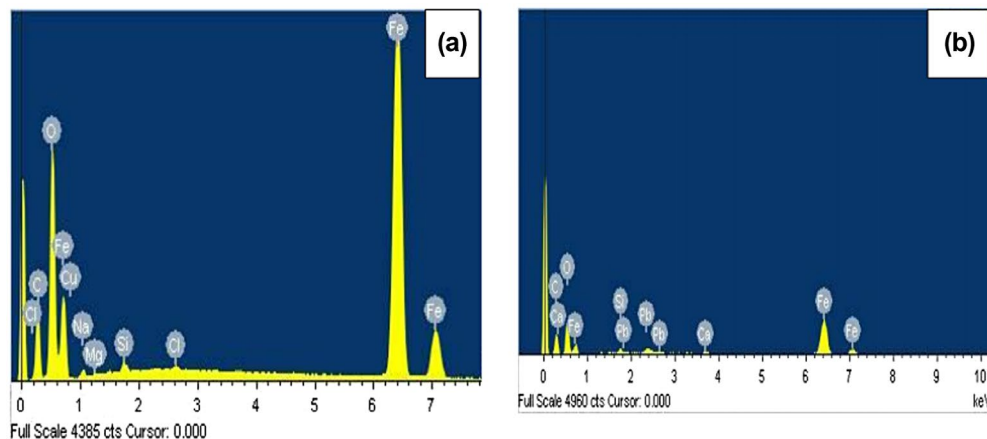 (a)
Fe
O
Fe
Cu
C
Cl
Na
Mg
Si
Cl
Fe
0 1 2 3 4 5 6 7
Full Scale 4385 cts Cursor: 0.000
(b)
O
C
Ca
Fe
Si
Pb
Pb
Pb
Ca
Fe
Fe
0 1 2 3 4 5 6 7 8 9 10
Full Scale 4960 cts Cursor: 0.000 keV